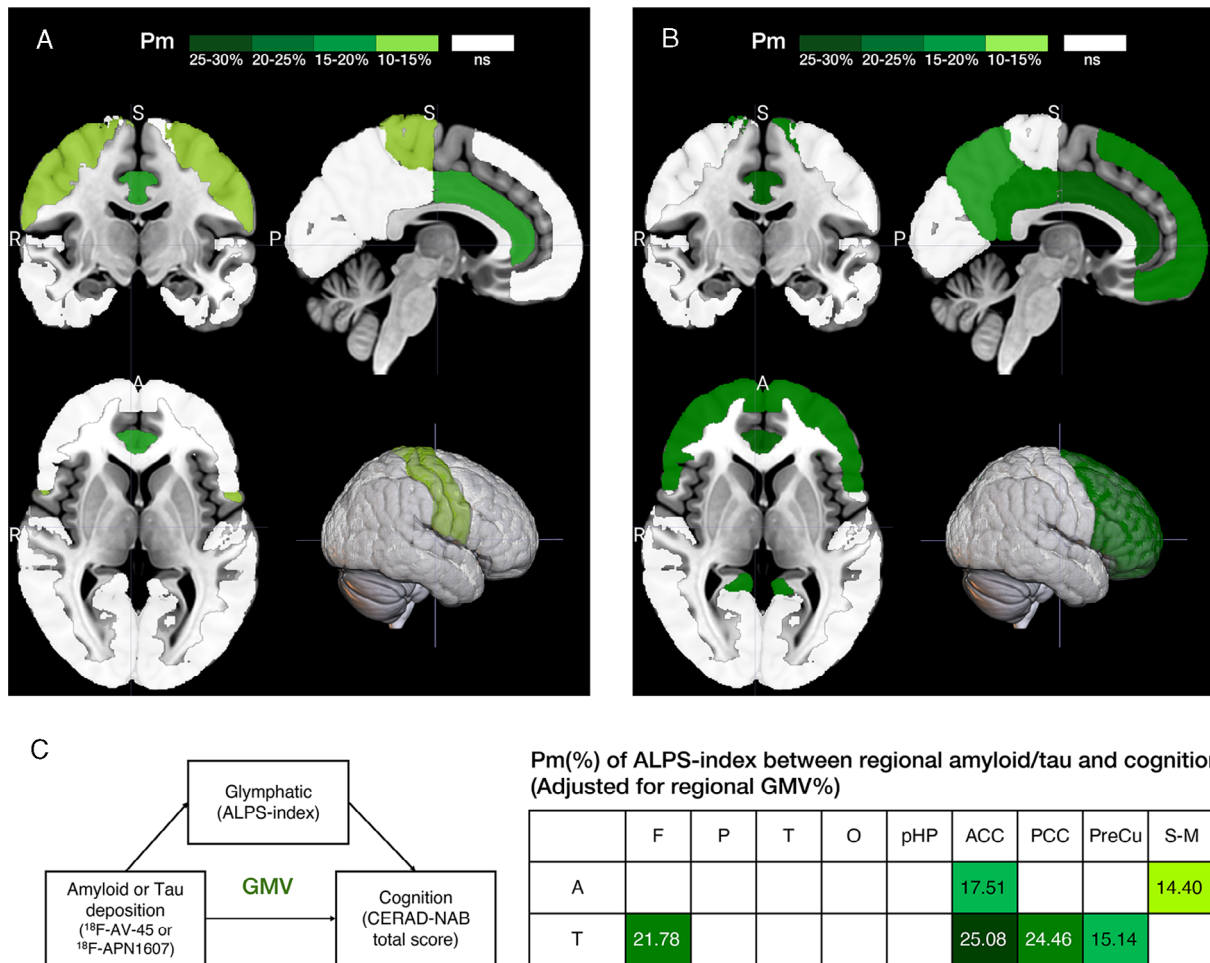 A
Pm
25-30% 20-25% 15-20% 10-15% ns
S
S
R
P
A
R
B
Pm
25-30% 20-25% 15-20% 10-15% ns
S
S
R
P
A
R
C
Glymphatic
(ALPS-index)
Amyloid or Tau
deposition
(¹⁸F-AV-45 or
¹⁸F-APN1607)
GMV
Cognition
(CERAD-NAB
total score)
Pm(%) of ALPS-index between regional amyloid/tau and cognition
(Adjusted for regional GMV%)
F P T O pHP ACC PCC PreCu S-M
A 17.51 14.40
T 21.78 25.08 24.46 15.14